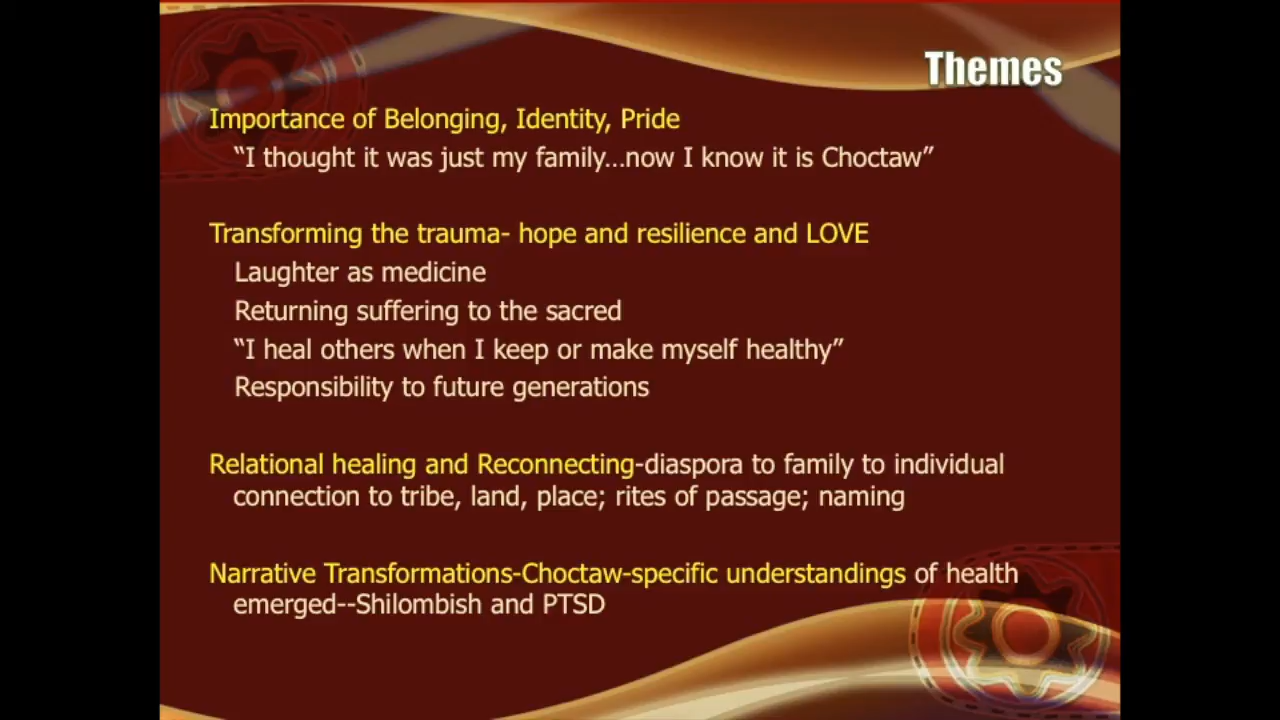 Themes
Importance of Belonging, Identity, Pride
“I thought it was just my family…now I know it is Choctaw”
Transforming the trauma- hope and resilience and LOVE
Laughter as medicine
Returning suffering to the sacred
“I heal others when I keep or make myself healthy”
Responsibility to future generations
Relational healing and Reconnecting-diaspora to family to individual
connection to tribe, land, place; rites of passage; naming
Narrative Transformations-Choctaw-specific understandings of health
emerged--Shilombish and PTSD